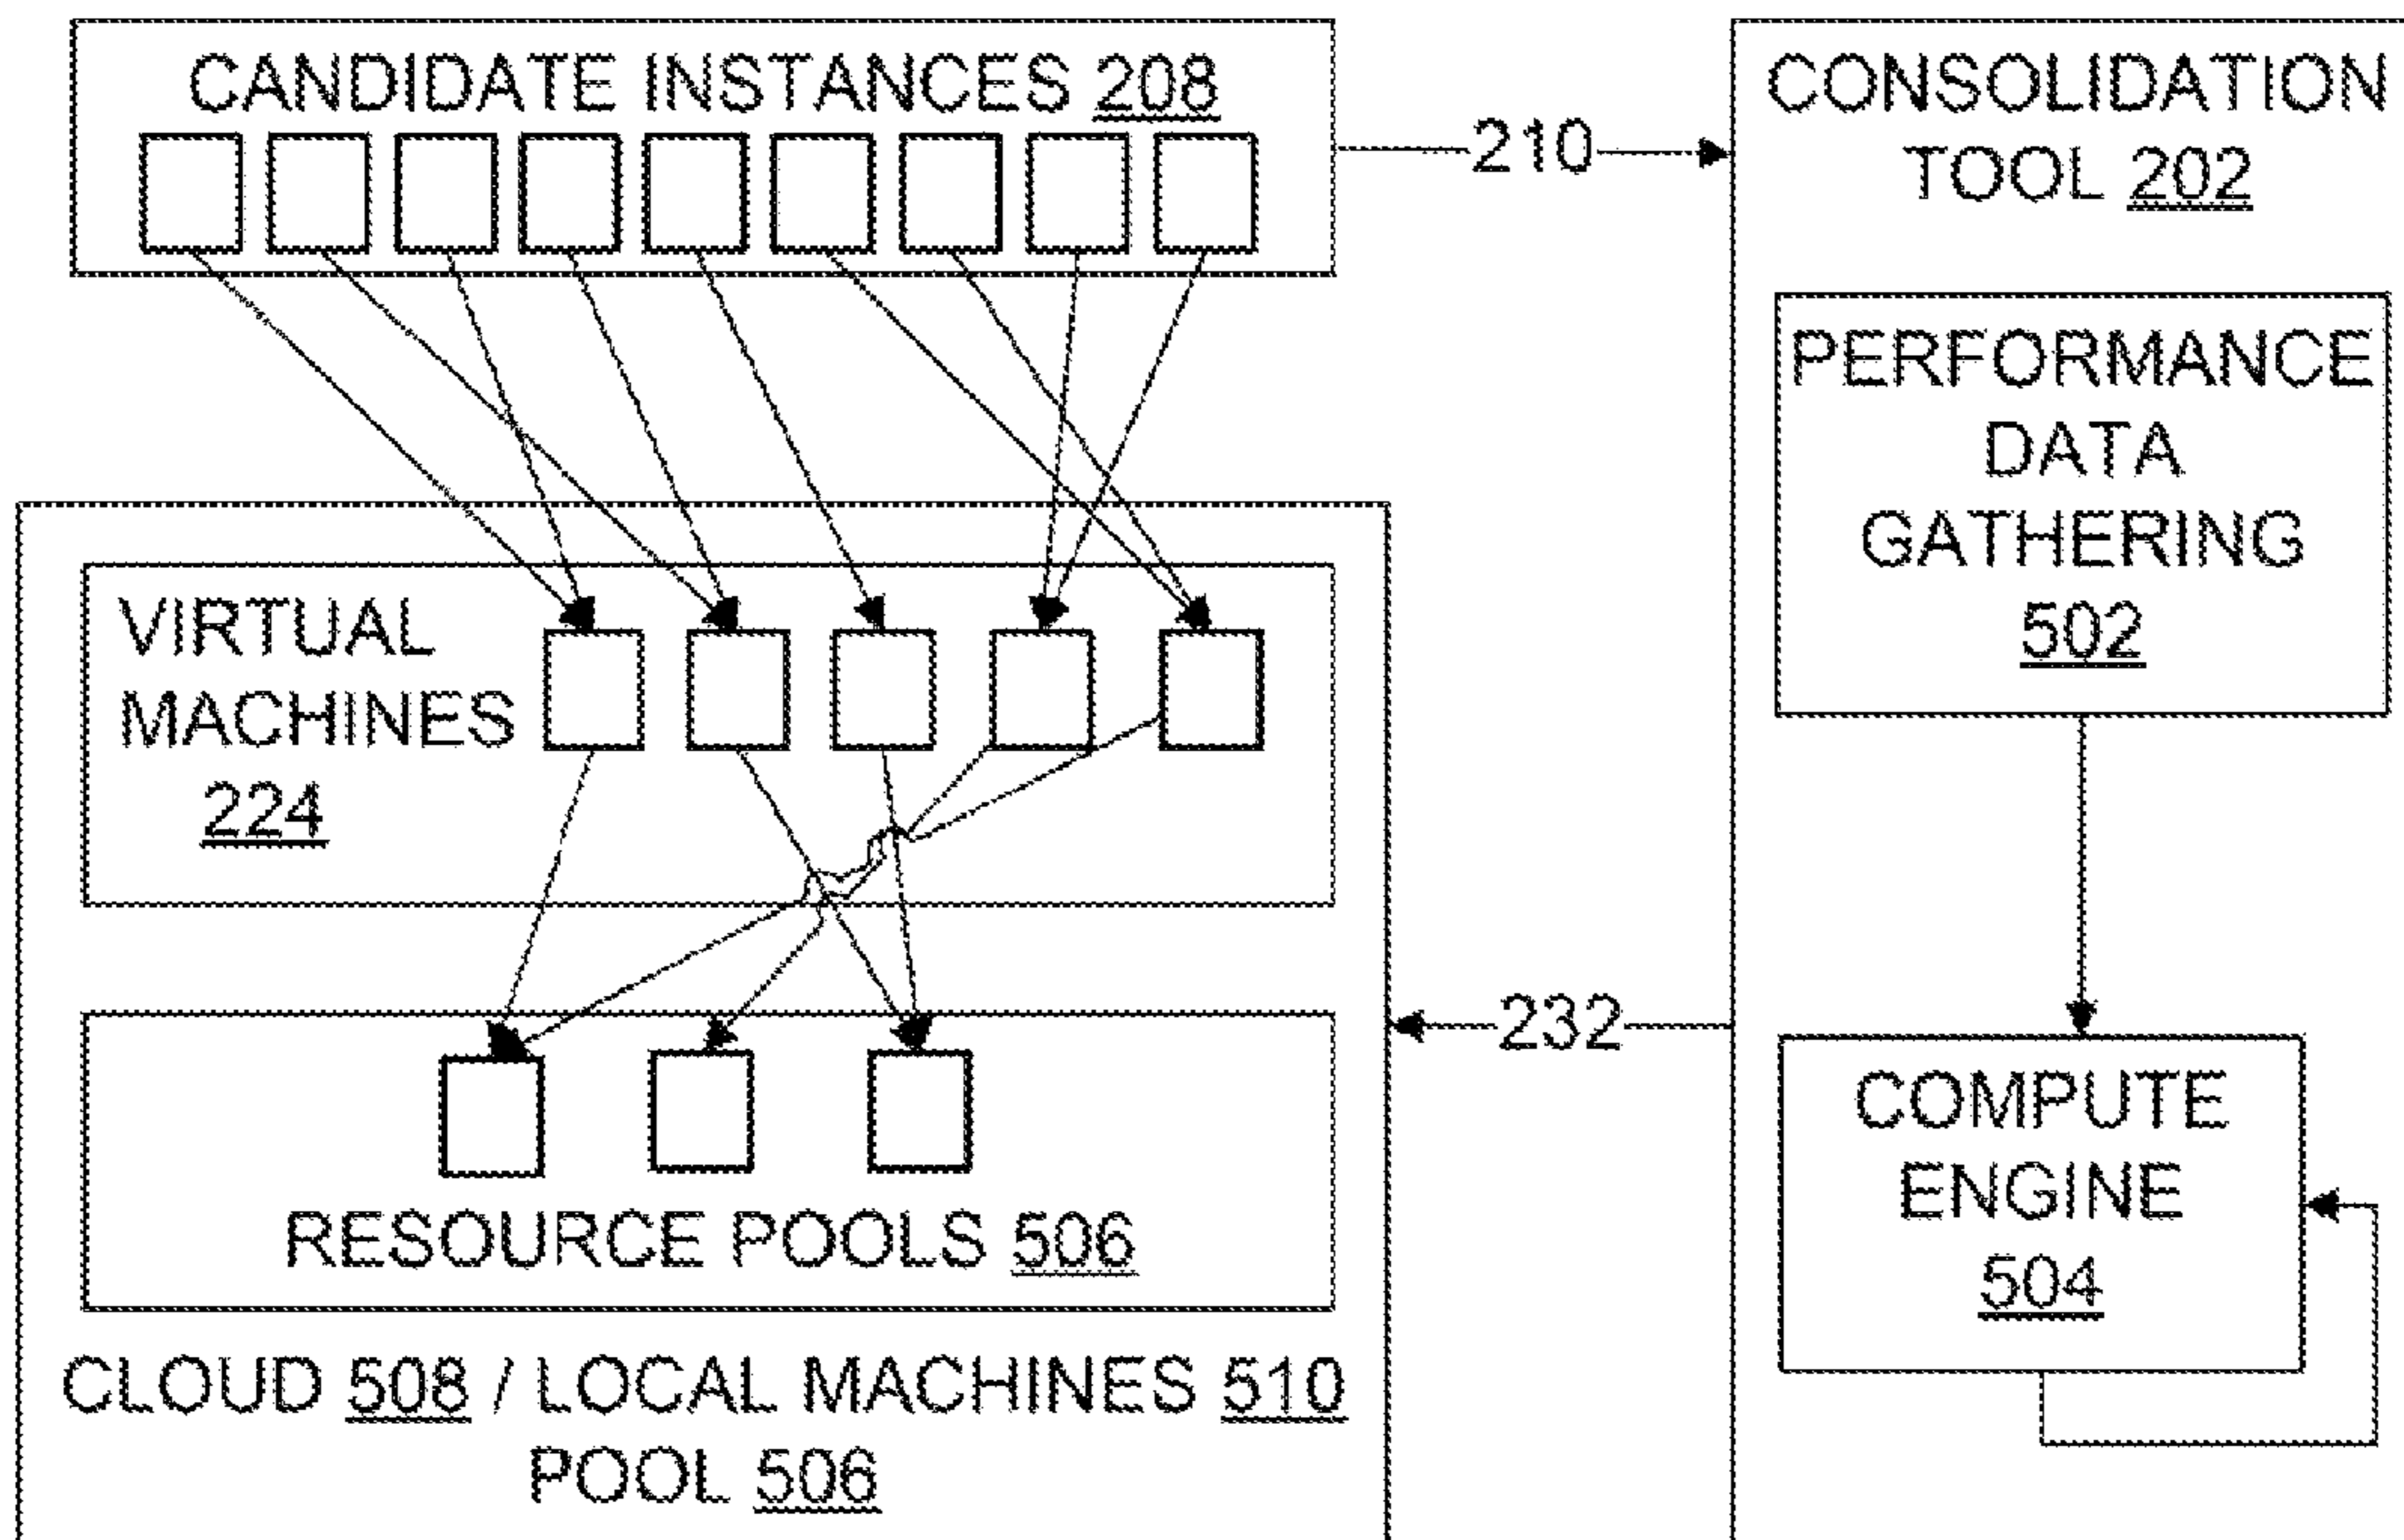 CANDIDATE INSTANCES 208
210
CONSOLIDATION
TOOL 202
PERFORMANCE
DATA
GATHERING
502
VIRTUAL
MACHINES
224
232
COMPUTE
ENGINE
504
RESOURCE POOLS 506
CLOUD 508 / LOCAL MACHINES 510
POOL 506